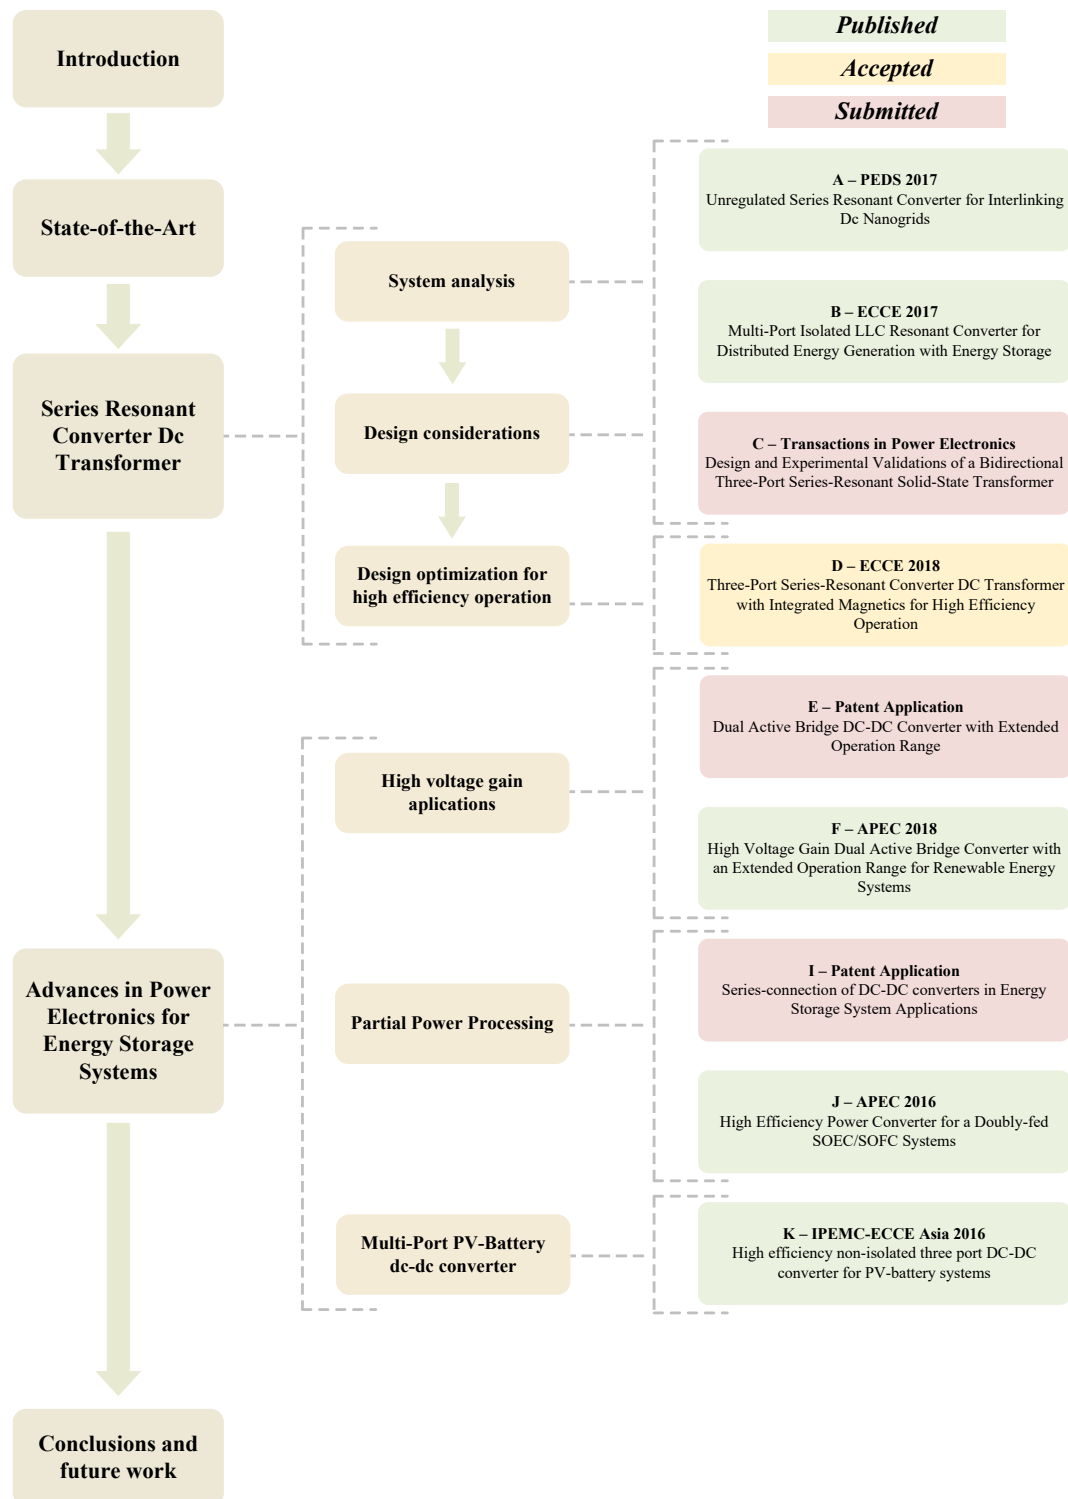 Introduction
State-of-the-Art
Series Resonant
Converter Dc
Transformer
Advances in Power
Electronics for
Energy Storage
Systems
Conclusions and
future work
System analysis
Design considerations
Design optimization for
high efficiency operation
High voltage gain
aplications
Partial Power Processing
Multi-Port PV-Battery
dc-dc converter
Published
Accepted
Submitted
A – PEDS 2017
Unregulated Series Resonant Converter for Interlinking
Dc Nanogrids
B – ECCE 2017
Multi-Port Isolated LLC Resonant Converter for
Distributed Energy Generation with Energy Storage
C – Transactions in Power Electronics
Design and Experimental Validations of a Bidirectional
Three-Port Series-Resonant Solid-State Transformer
D – ECCE 2018
Three-Port Series-Resonant Converter DC Transformer
with Integrated Magnetics for High Efficiency
Operation
E – Patent Application
Dual Active Bridge DC-DC Converter with Extended
Operation Range
F – APEC 2018
High Voltage Gain Dual Active Bridge Converter with
an Extended Operation Range for Renewable Energy
Systems
I – Patent Application
Series-connection of DC-DC converters in Energy
Storage System Applications
J – APEC 2016
High Efficiency Power Converter for a Doubly-fed
SOEC/SOFC Systems
K – IPEMC-ECCE Asia 2016
High efficiency non-isolated three port DC-DC
converter for PV-battery systems